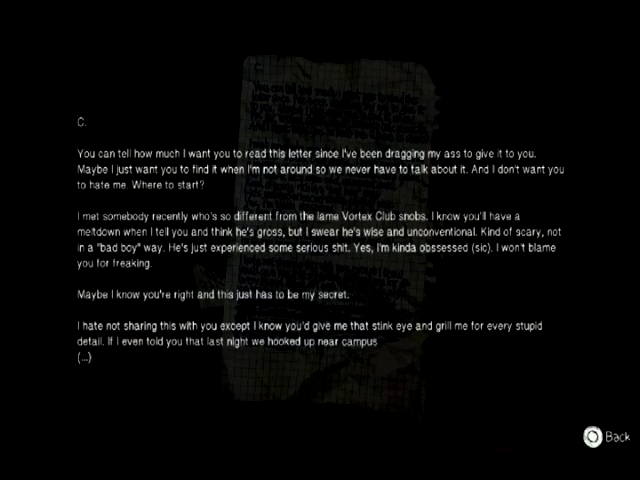 C.
You can tell how much I want you to read this letter since I've been dragging my ass to give it to you.
Maybe I just want you to find it when I'm not around so we never have to talk about it. And I don't want you
to hate me. Where to start?
I met somebody recently who's so different from the lame Vortex Club snobs. I know you'll have a
meltdown when I tell you and think he's gross, but I swear he's wise and unconventional. Kind of scary, not
in a "bad boy" way. He's just experienced some serious shit. Yes, I'm kinda obssessed (sic). I won't blame
you for freaking.
Maybe I know you're right and this just has to be my secret.
I hate not sharing this with you except I know you'd give me that stink eye and grill me for every stupid
detail. If I even told you that last night we hooked up near campus
(...)
Back